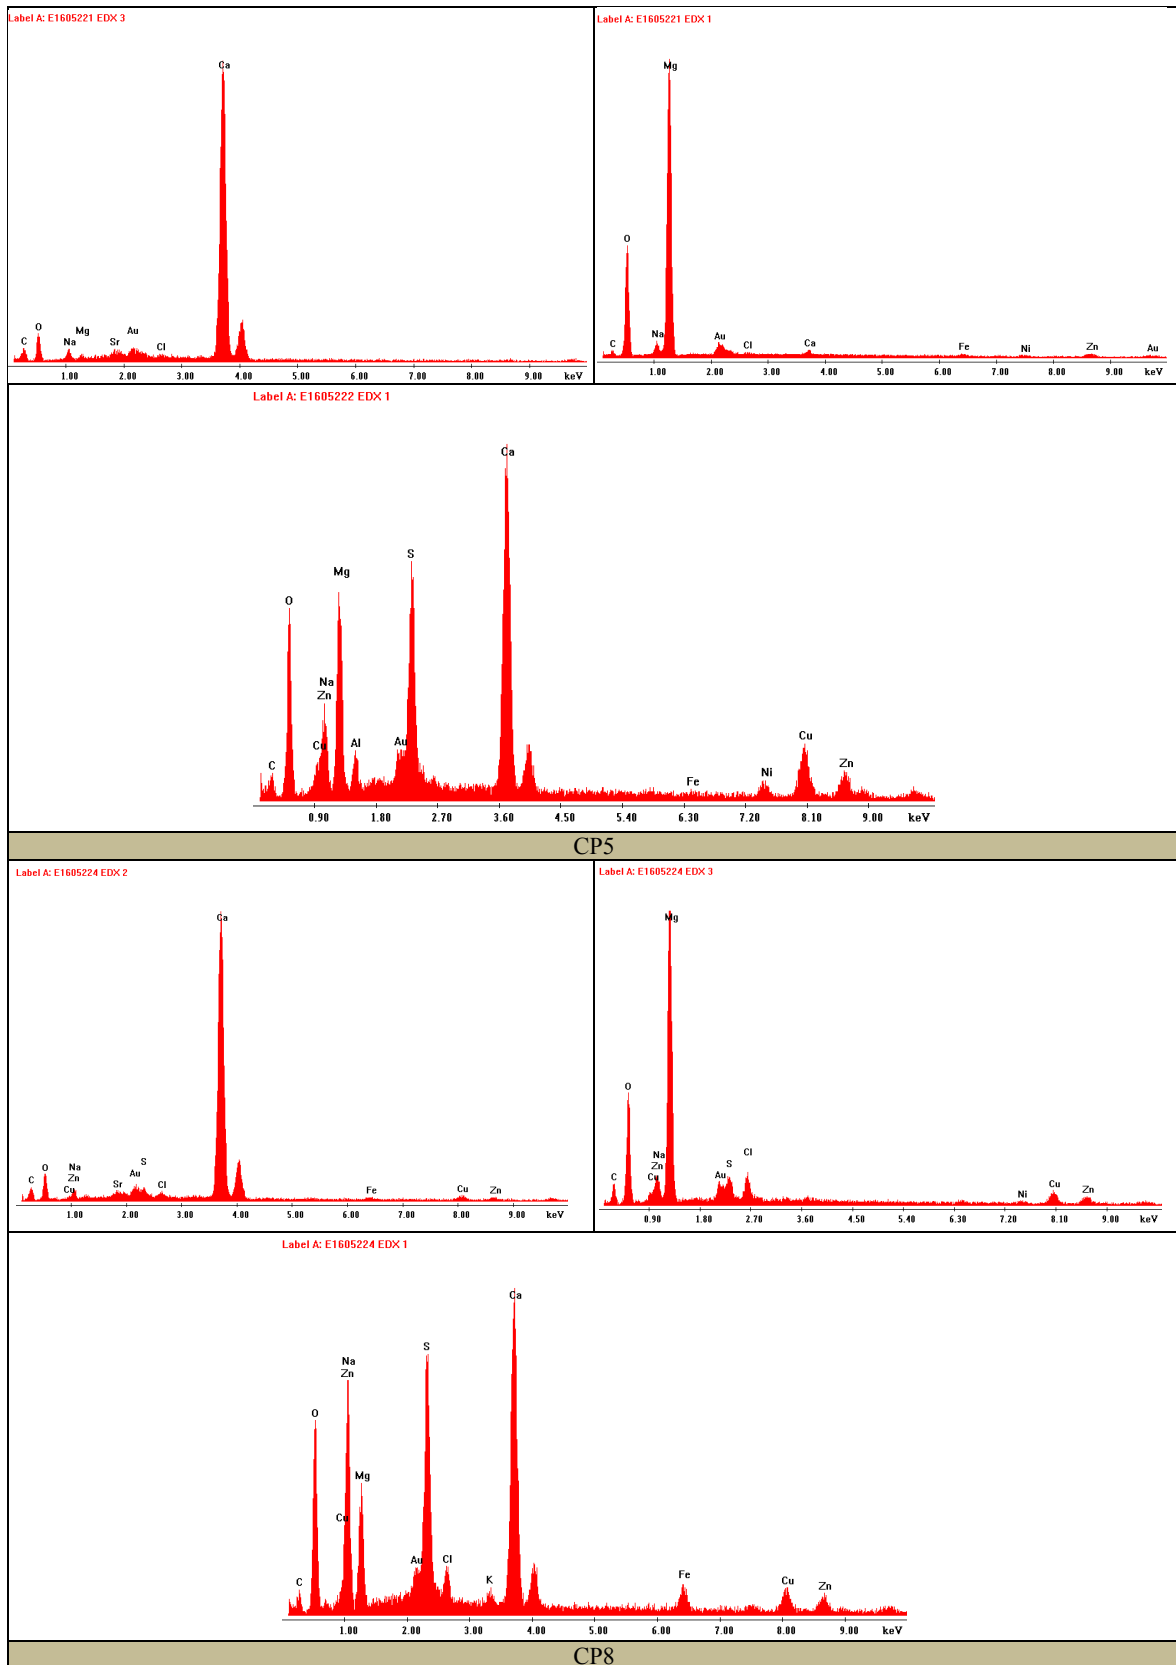 Label A: E1605221 EDX 3
Ca
C O Na Mg Sr Au Cl
1.00 2.00 3.00 4.00 5.00 6.00 7.00 8.00 9.00 keV
Label A: E1605221 EDX 1
Mg
O
C Na Au Cl Ca Fe Ni Zn Au
1.00 2.00 3.00 4.00 5.00 6.00 7.00 8.00 9.00 keV
Label A: E1605222 EDX 1
Ca
S
Mg
O
Na
Zn
C Cu Al Au Fe Ni Cu Zn
0.90 1.80 2.70 3.60 4.50 5.40 6.30 7.20 8.10 9.00 keV
CP5
Label A: E1605224 EDX 2
Ca
C O Na
Zn
Cu Sr Au S Cl Fe Cu Zn
1.00 2.00 3.00 4.00 5.00 6.00 7.00 8.00 9.00 keV
Label A: E1605224 EDX 3
Mg
O
C Na
Zn
Cu Au S Cl Ni Cu Zn
0.90 1.80 2.70 3.60 4.50 5.40 6.30 7.20 8.10 9.00 keV
Label A: E1605224 EDX 1
Ca
S
Na
Zn
O
Mg
Cu
C Au Cl K Fe Cu Zn
1.00 2.00 3.00 4.00 5.00 6.00 7.00 8.00 9.00 keV
CP8